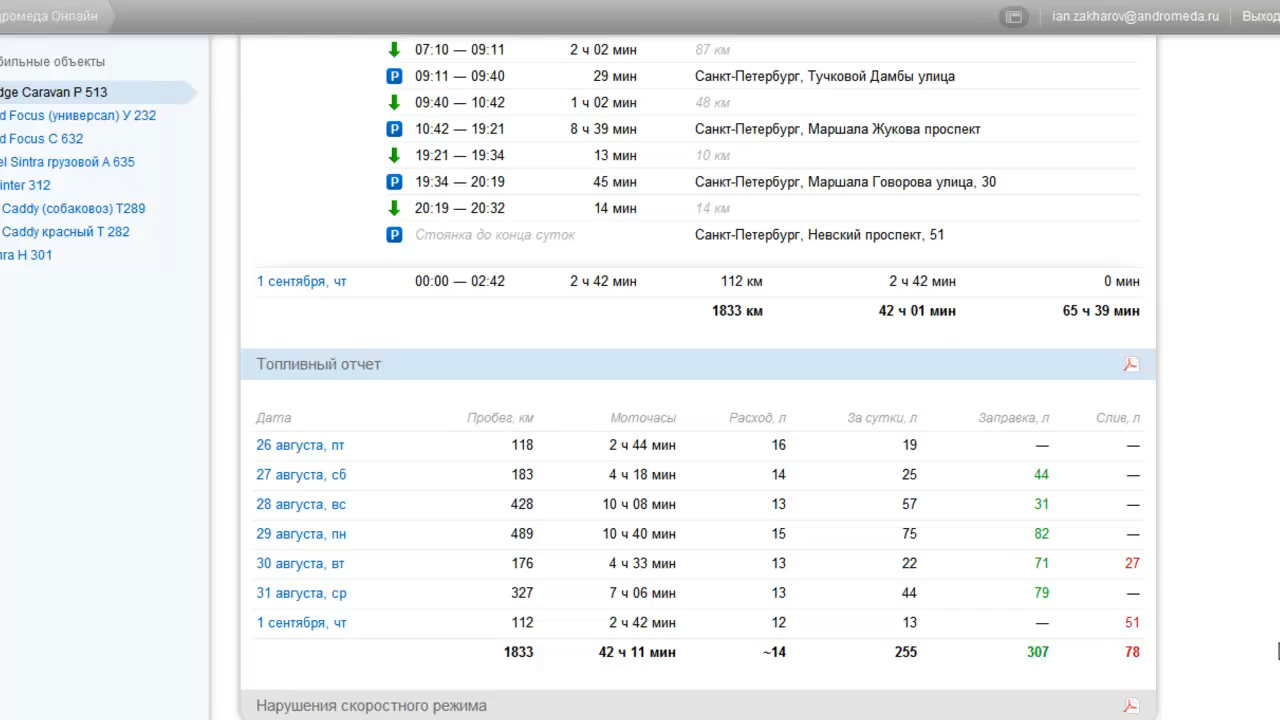 дромеда Онлайн
ian.zakharov@andromeda.ru
Выход
бильные объекты
dge Caravan P 513
d Focus (универсал) У 232
d Focus C 632
el Sintra грузовой A 635
inter 312
Caddy (собаковоз) T289
Caddy красный T 282
ira H 301
07:10 — 09:11 2 ч 02 мин 87 км
P 09:11 — 09:40 29 мин Санкт-Петербург, Тучковой Дамбы улица
09:40 — 10:42 1 ч 02 мин 48 км
P 10:42 — 19:21 8 ч 39 мин Санкт-Петербург, Маршала Жукова проспект
19:21 — 19:34 13 мин 10 км
P 19:34 — 20:19 45 мин Санкт-Петербург, Маршала Говорова улица, 30
20:19 — 20:32 14 мин 14 км
P Стоянка до конца суток Санкт-Петербург, Невский проспект, 51
1 сентября, чт 00:00 — 02:42 2 ч 42 мин 112 км 2 ч 42 мин 0 мин
1833 км 42 ч 01 мин 65 ч 39 мин
Топливный отчет
Дата Пробег, км Моточасы Расход, л За сутки, л Заправка, л Слив, л
26 августа, пт 118 2 ч 44 мин 16 19 — —
27 августа, сб 183 4 ч 18 мин 14 25 44 —
28 августа, вс 428 10 ч 08 мин 13 57 31 —
29 августа, пн 489 10 ч 40 мин 15 75 82 —
30 августа, вт 176 4 ч 33 мин 13 22 71 27
31 августа, ср 327 7 ч 06 мин 13 44 79 —
1 сентября, чт 112 2 ч 42 мин 12 13 — 51
1833 42 ч 11 мин ~14 255 307 78
Нарушения скоростного режима